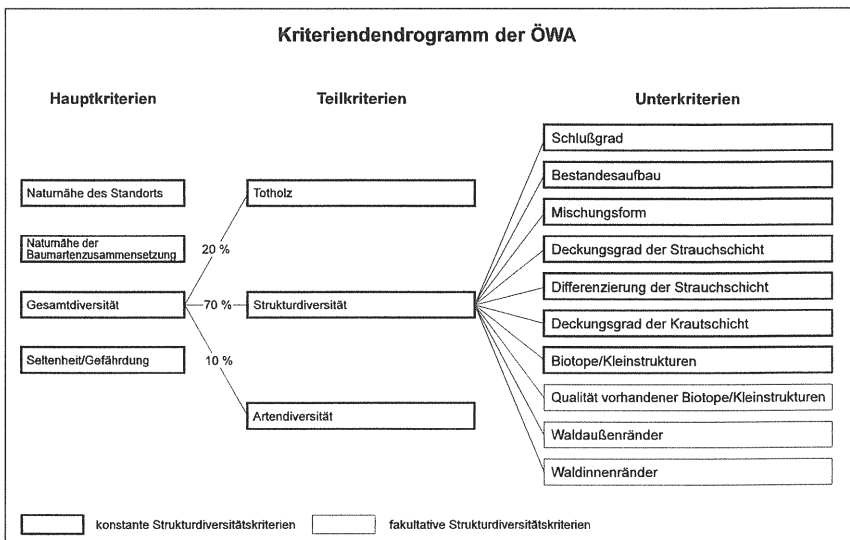 Kriteriendendrogramm der ÖWA
Hauptkriterien
Teilkriterien
Unterkriterien
Naturnähe des Standorts
Naturnähe der
Baumartenzusammensetzung
Gesamtdiversität
Seltenheit/Gefährdung
20 %
70 %
10 %
Totholz
Strukturdiversität
Artendiversität
Schlußgrad
Bestandesaufbau
Mischungsform
Deckungsgrad der Strauchschicht
Differenzierung der Strauchschicht
Deckungsgrad der Krautschicht
Biotope/Kleinstrukturen
Qualität vorhandener Biotope/Kleinstrukturen
Waldaußenränder
Waldinnenränder
konstante Strukturdiversitätskriterien
fakultative Strukturdiversitätskriterien